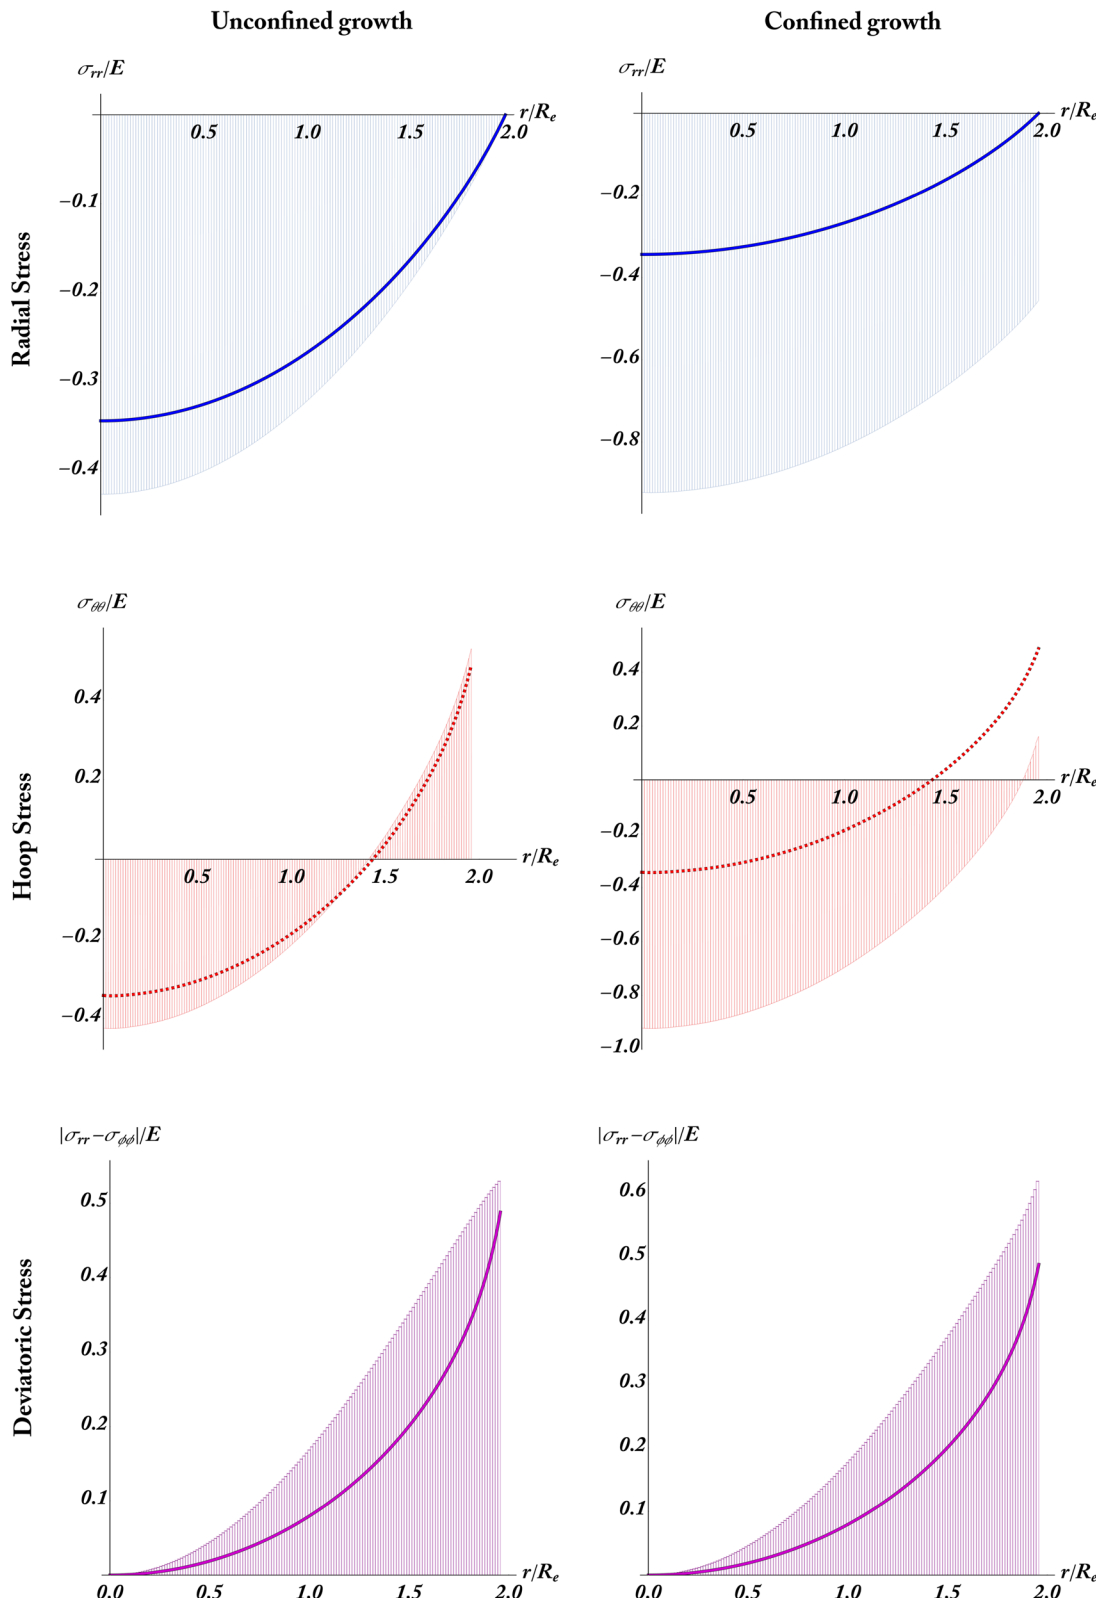 Unconfined growth
Confined growth
Radial Stress
σrr/E
r/Re
0.5 1.0 1.5 2.0
−0.1
−0.2
−0.3
−0.4
σrr/E
r/Re
0.5 1.0 1.5 2.0
−0.2
−0.4
−0.6
−0.8
Hoop Stress
σθθ/E
0.4
0.2
r/Re
0.5 1.0 1.5 2.0
−0.2
−0.4
σθθ/E
0.4
0.2
r/Re
0.5 1.0 1.5 2.0
−0.2
−0.4
−0.6
−0.8
−1.0
Deviatoric Stress
|σrr−σϕϕ|/E
0.5
0.4
0.3
0.2
0.1
r/Re
0.0 0.5 1.0 1.5 2.0
|σrr−σϕϕ|/E
0.6
0.5
0.4
0.3
0.2
0.1
r/Re
0.0 0.5 1.0 1.5 2.0